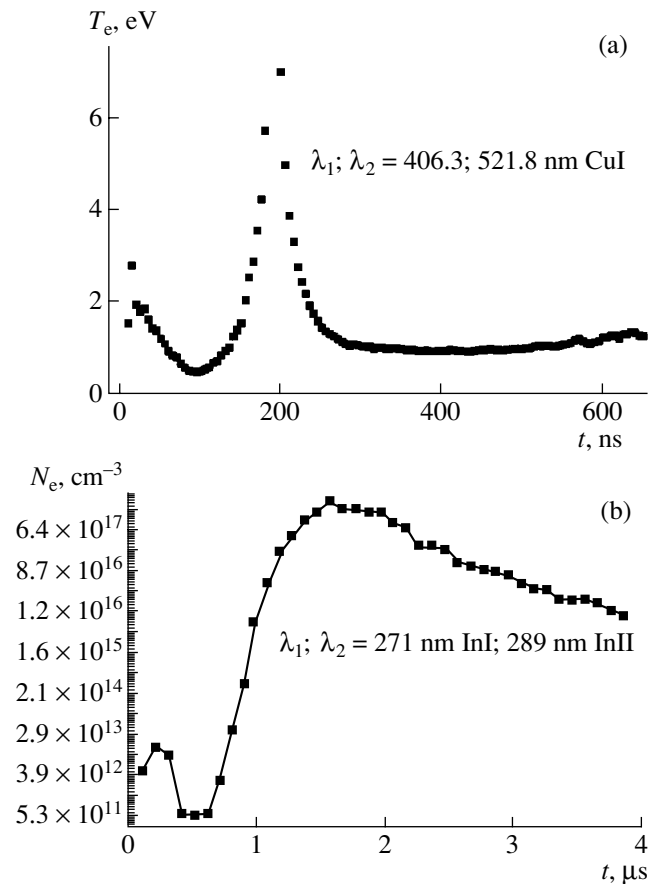 Tₑ, eV
(a)
6
λ₁; λ₂ = 406.3; 521.8 nm CuI
4
2
0
0 200 400 600
t, ns
Nₑ, cm⁻³
(b)
6.4 × 10¹⁷
8.7 × 10¹⁶
1.2 × 10¹⁶
λ₁; λ₂ = 271 nm InI; 289 nm InII
1.6 × 10¹⁵
2.1 × 10¹⁴
2.9 × 10¹³
3.9 × 10¹²
5.3 × 10¹¹
0 1 2 3 4
t, μs